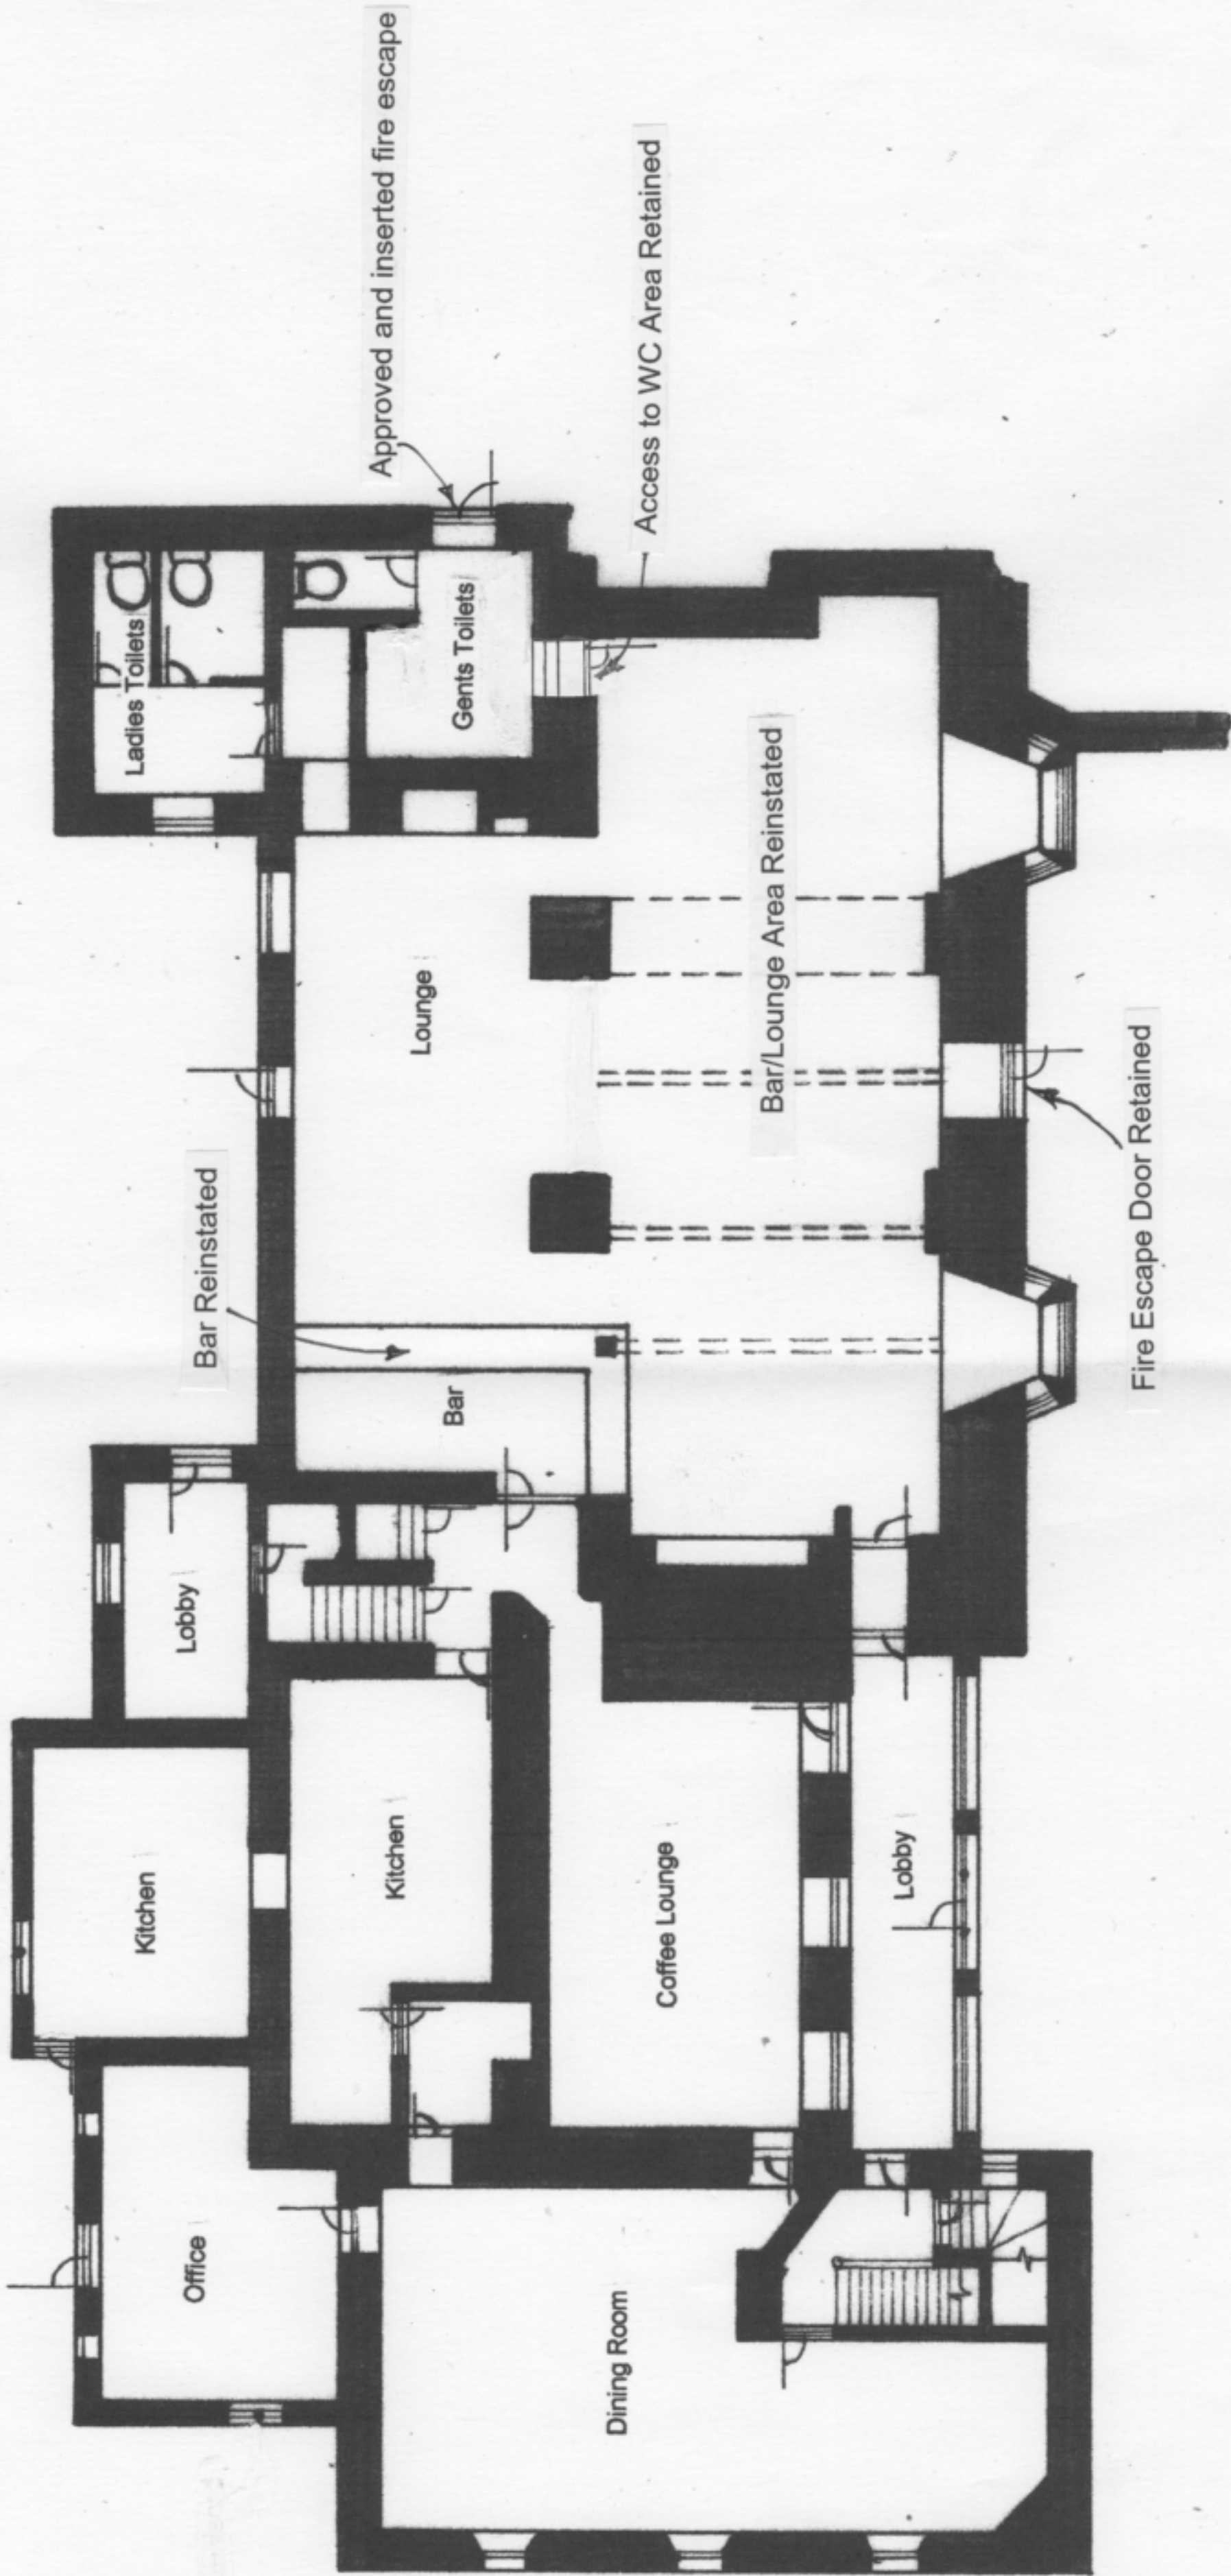 Approved and inserted fire escape
Access to WC Area Retained
Ladies Toilets
Gents Toilets
Bar/Lounge Area Reinstated
Lounge
Bar Reinstated
Bar
Fire Escape Door Retained
Lobby
Kitchen
Kitchen
Coffee Lounge
Lobby
Office
Dining Room